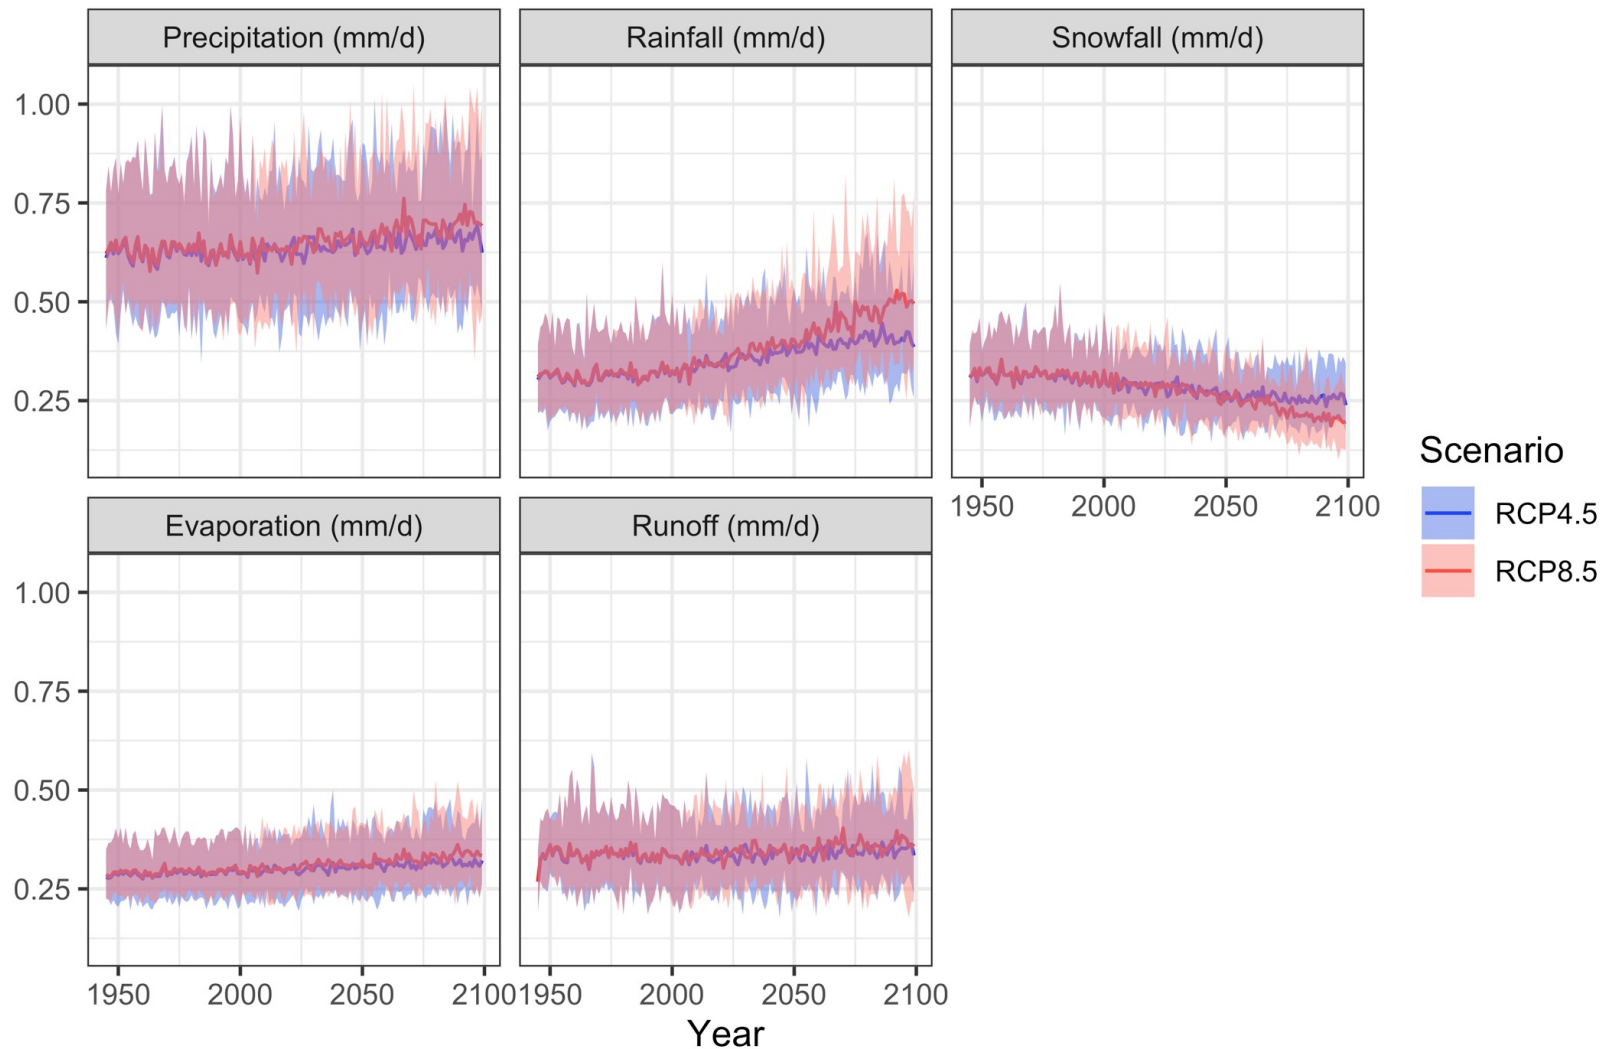 Precipitation (mm/d)
Rainfall (mm/d)
Snowfall (mm/d)
1.00
0.75
0.50
0.25
1950 2000 2050 2100
Evaporation (mm/d)
Runoff (mm/d)
1.00
0.75
0.50
0.25
1950 2000 2050 2100
1950 2000 2050 2100
Year
Scenario
RCP4.5
RCP8.5